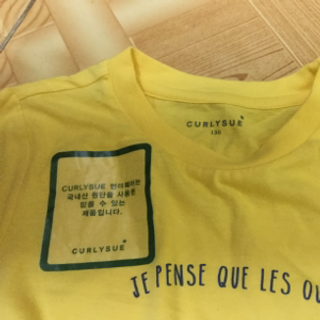 CURLYSUE
130
CURLYSUE 언더웨어는
국내산 원단을 사용한
믿을 수 있는
제품입니다.
CURLYSUE
JE PENSE QUE LES